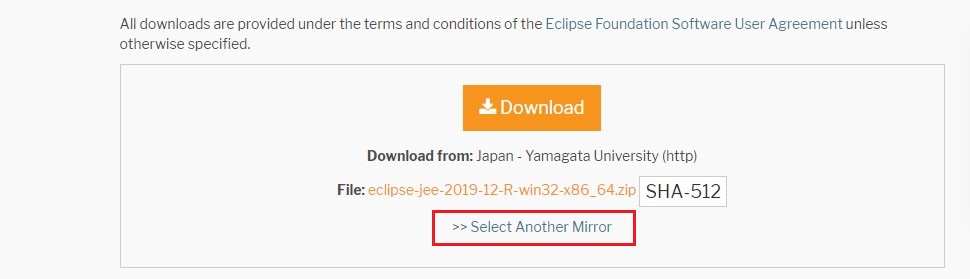 All downloads are provided under the terms and conditions of the Eclipse Foundation Software User Agreement unless
otherwise specified.
Download
Download from: Japan - Yamagata University (http)
File: eclipse-jee-2019-12-R-win32-x86_64.zip SHA-512
>> Select Another Mirror